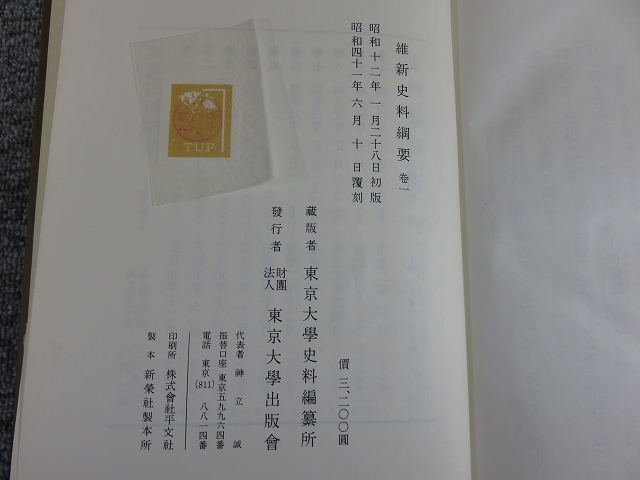 維新史料綱要 卷一
昭和十二年一月二十八日初版
昭和四十一年六月十日覆刻
TUP
價 三、二〇〇圓
藏版者 東京大學史料編纂所
發行者 財團法人 東京大學出版會
代表者 神立誠
振替口座 東京五九九六四番
電話 東京(811)八八一四番
印刷所 株式會社平文社
製本 新榮社製本所